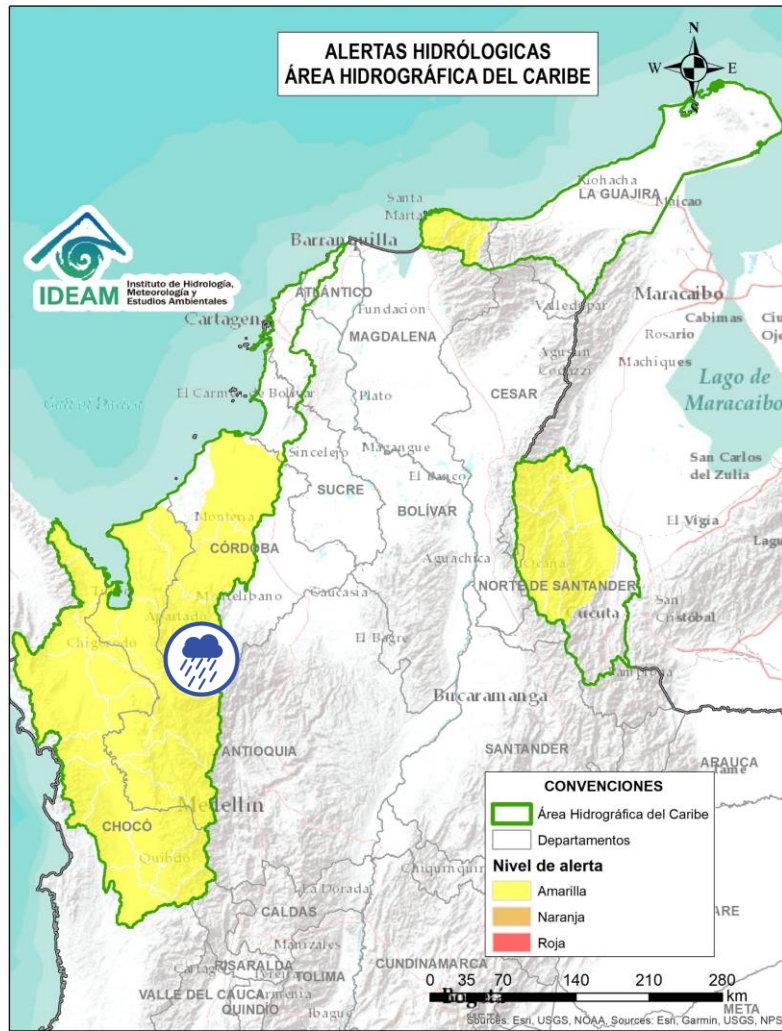 ALERTAS HIDRÓLOGICAS
ÁREA HIDROGRÁFICA DEL CARIBE
N
W E
S
Riohacha
LA GUAJIRA
Maicao
Santa
Marta
Barranquilla
IDEAM
Instituto de Hidrología,
Meteorología y
Estudios Ambientales
ATLÁNTICO
Maracaibo
Valledupar
Fundación
Cabimas
Cartagen
Rosario
MAGDALENA
Agustín
Codazzi
Machiques
Lago de
Maracaibo
CESAR
El Carmen de Bolívar
Plato
Sincelejo
Magangue
San Carlos
del Zulia
El Banco
SUCRE
BOLÍVAR
Montería
El Vigía
CÓRDOBA
Aguachica
Ocaña
NORTE DE SANTANDER
Montelíbano
Caucasia
Cúcuta
San
Cristóbal
Apartadó
El Bagre
Bucaramanga
ANTIOQUIA
SANTANDER
ARAUCA
CHOCÓ
Medellín
Quibdó
La Dorada
CALDAS
Manizales
RISARALDA
TOLIMA
CUNDINAMARCA
VALLE DEL CAUCA
Armenia
QUINDÍO
Ibague
Bogotá
META
CONVENCIONES
Área Hidrográfica del Caribe
Departamentos
Nivel de alerta
Amarilla
Naranja
Roja
0 35 70 140 210 280
km
Sources: Esri, USGS, NOAA, Sources: Esri, Garmin, USGS, NPS